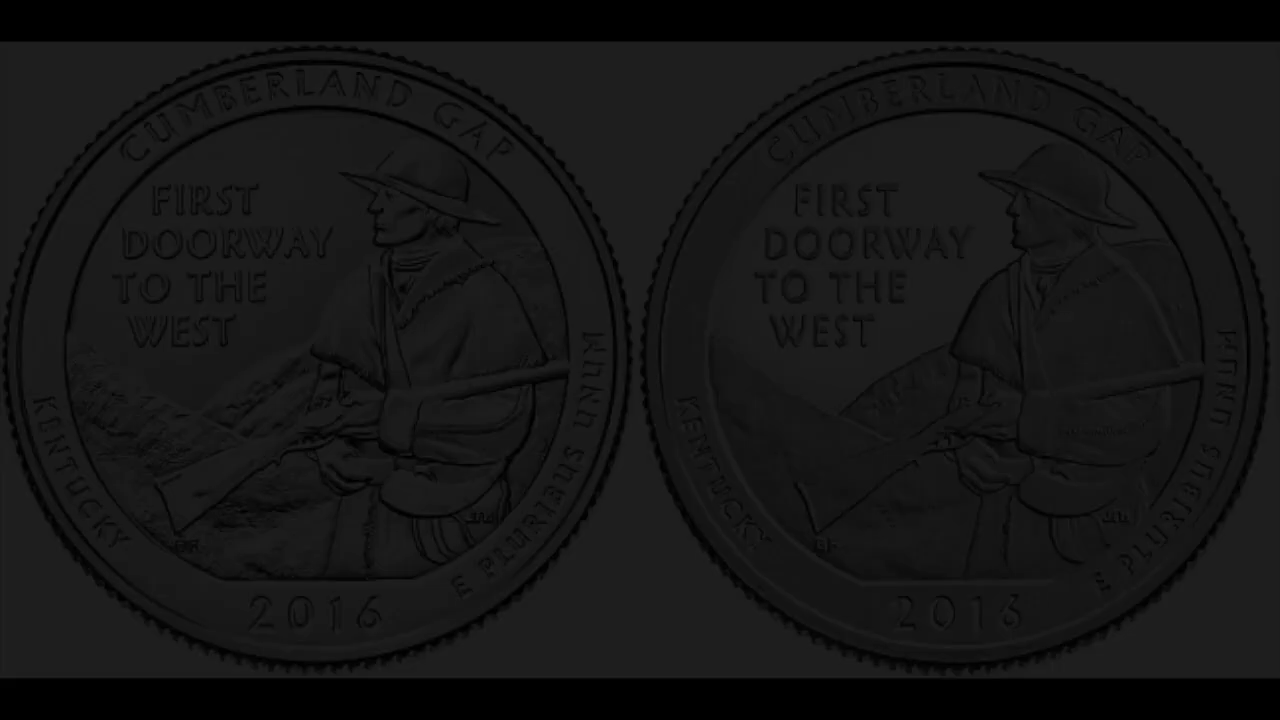 CUMBERLAND GAP
FIRST
DOORWAY
TO THE
WEST
KENTUCKY
E PLURIBUS UNUM
2016
CUMBERLAND GAP
FIRST
DOORWAY
TO THE
WEST
KENTUCKY
E PLURIBUS UNUM
2016